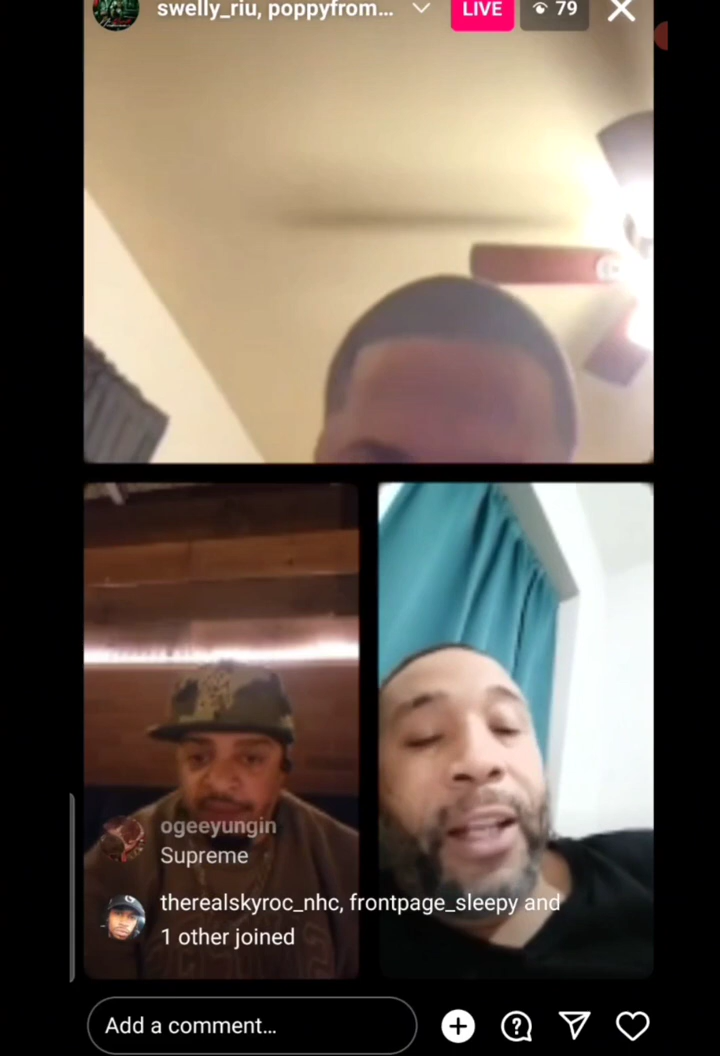 swelly_riu, poppyfrom...
LIVE
79
ogeeyungin
Supreme
therealskyroc_nhc, frontpage_sleepy and
1 other joined
Add a comment...